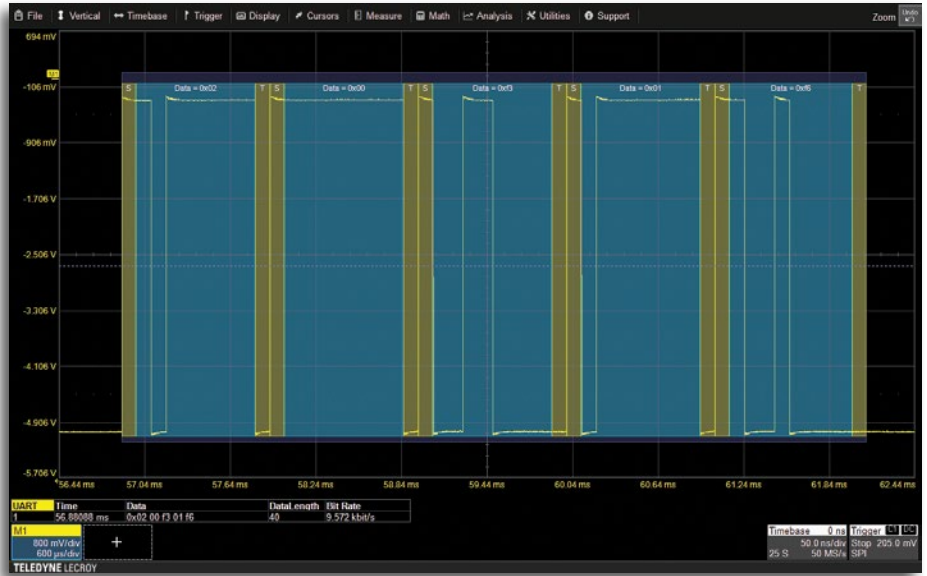 File Vertical Timebase Trigger Display Cursors Measure Math Analysis Utilities Support Zoom Undo
694 mV
M1
-106 mV
S Data = 0x02 T S Data = 0x00 T S Data = 0xf3 T S Data = 0x01 T S Data = 0xf6 T
-906 mV
-1.706 V
-2.506 V
-3.306 V
-4.106 V
-4.906 V
-5.706 V
56.44 ms 57.04 ms 57.64 ms 58.24 ms 58.84 ms 59.44 ms 60.04 ms 60.64 ms 61.24 ms 61.84 ms 62.44 ms
UART Time Data DataLength Bit Rate
1 56.88088 ms 0x02 00 f3 01 f6 40 9.572 kbit/s
M1
800 mV/div
600 µs/div
+
Timebase 0 ns Trigger C1 DC
50.0 ns/div Stop 205.0 mV
25 S 50 MS/s SPI
TELEDYNE LECROY